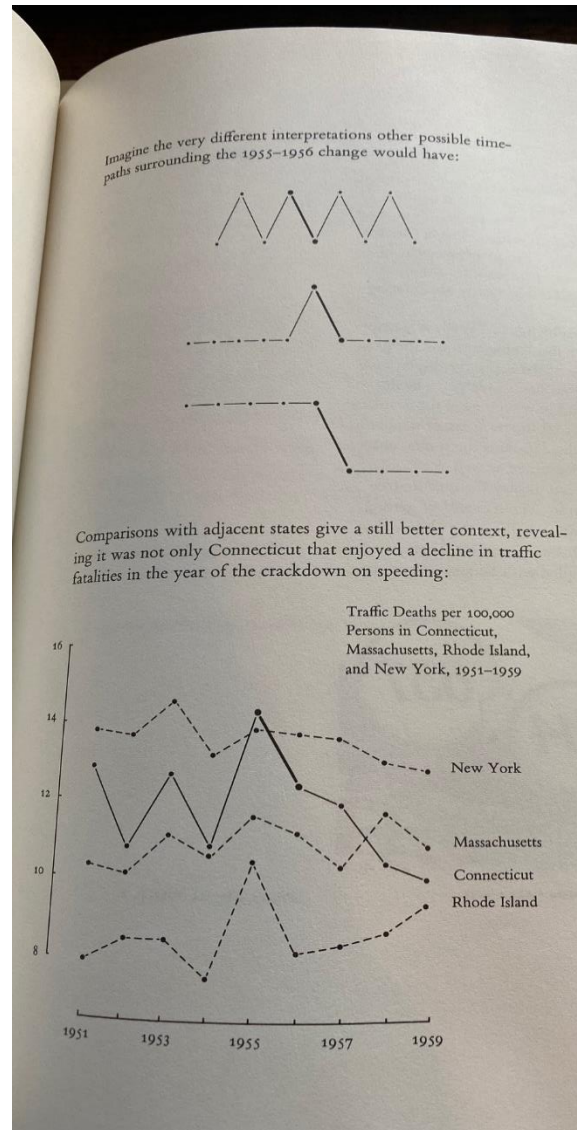 Imagine the very different interpretations other possible time-
paths surrounding the 1955–1956 change would have:
Comparisons with adjacent states give a still better context, reveal-
ing it was not only Connecticut that enjoyed a decline in traffic
fatalities in the year of the crackdown on speeding:
Traffic Deaths per 100,000
Persons in Connecticut,
Massachusetts, Rhode Island,
and New York, 1951–1959
16
14
12
10
8
New York
Massachusetts
Connecticut
Rhode Island
1951 1953 1955 1957 1959